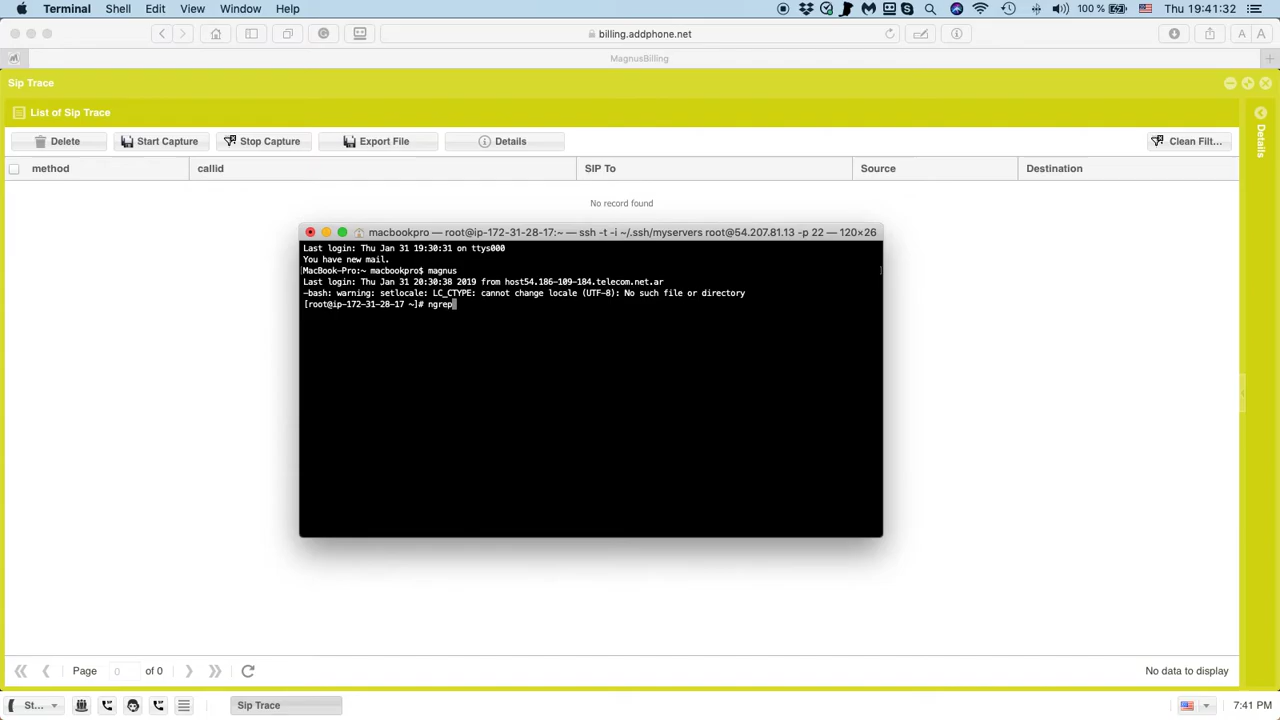 Terminal Shell Edit View Window Help 100 % Thu 19:41:32
billing.addphone.net A A
MagnusBilling
Sip Trace
List of Sip Trace
Delete Start Capture Stop Capture Export File Details Clean Filt...
method callid SIP To Source Destination
No record found
Details
macbookpro — root@ip-172-31-28-17:~ — ssh -t -i ~/.ssh/myservers root@54.207.81.13 -p 22 — 120×26
Last login: Thu Jan 31 19:30:31 on ttys000
You have new mail.
MacBook-Pro:~ macbookpro$ magnus
Last login: Thu Jan 31 20:30:38 2019 from host54.186-109-184.telecom.net.ar
-bash: warning: setlocale: LC_CTYPE: cannot change locale (UTF-8): No such file or directory
[root@ip-172-31-28-17 ~]# ngrep
Page 0 of 0 No data to display
St... Sip Trace 7:41 PM